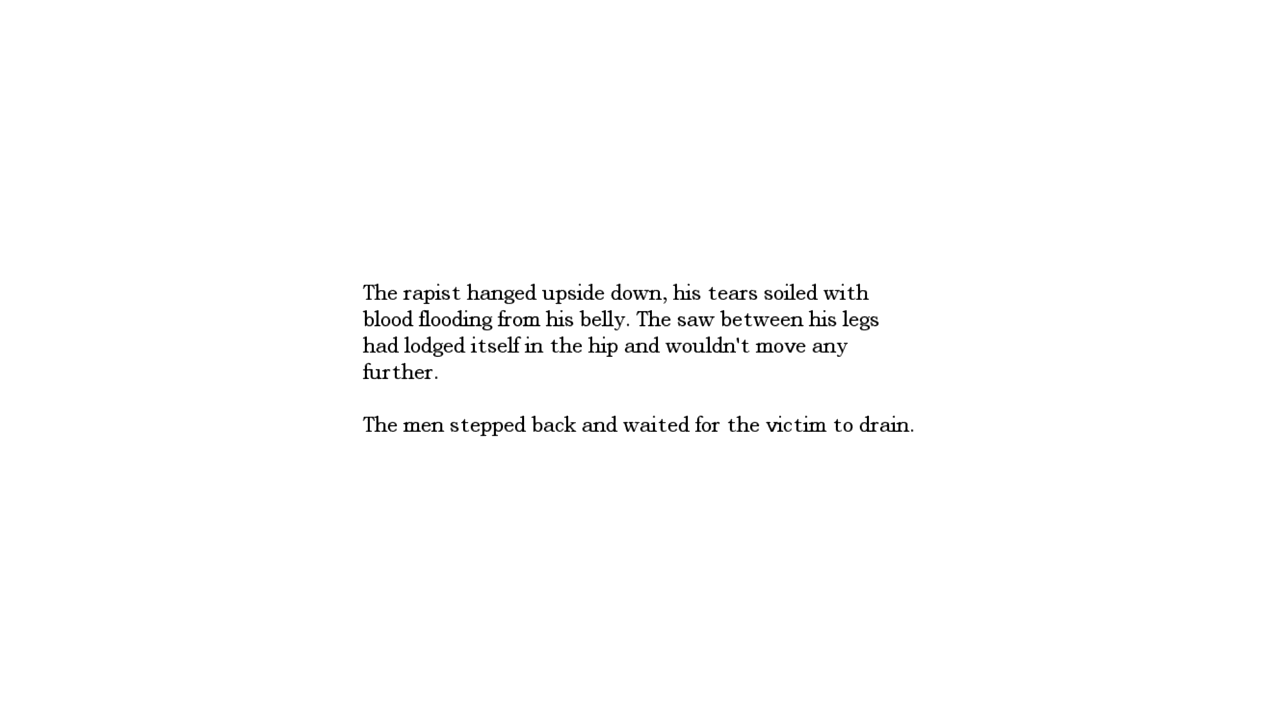 The rapist hanged upside down, his tears soiled with
blood flooding from his belly. The saw between his legs
had lodged itself in the hip and wouldn't move any
further.
The men stepped back and waited for the victim to drain.